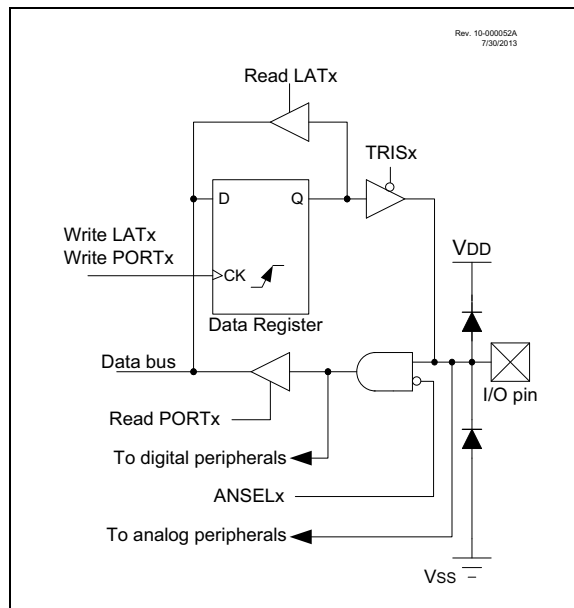 Rev. 10-000052A
7/30/2013
Read LATx
TRISx
D
Q
Write LATx
Write PORTx
CK
VDD
Data Register
Data bus
I/O pin
Read PORTx
To digital peripherals
ANSELx
To analog peripherals
VSS